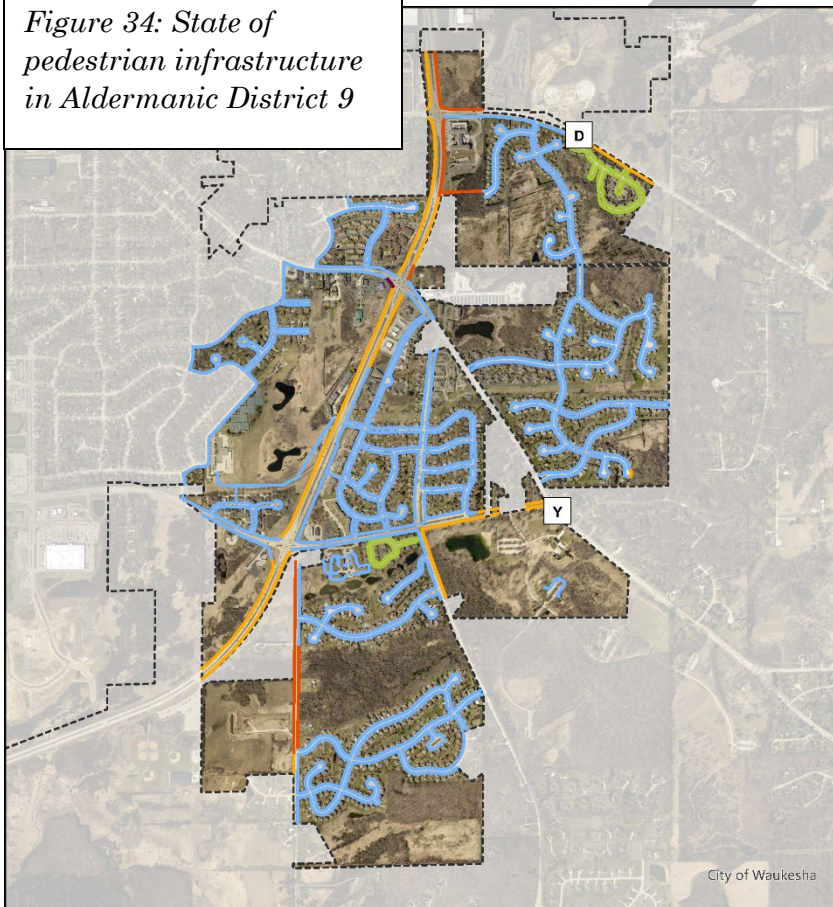 Figure 34: State of
pedestrian infrastructure
in Aldermanic District 9
D
Y
City of Waukesha